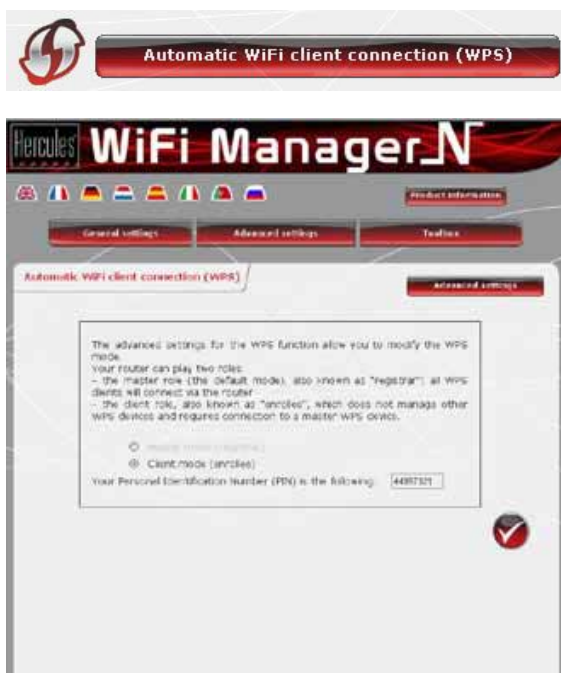 Automatic WiFi client connection (WPS)
Hercules WiFi Manager_N
Product information
General settings
Advanced settings
Toolbox
Automatic WiFi client connection (WPS)
Advanced settings
The advanced settings for the WPS function allow you to modify the WPS
mode.
Your router can play two roles
- the master role (the default mode), also known as "registrar": all WPS
clients will connect via the router
- the client role, also known as "enrollee", which does not manage other
WPS devices and requires connection to a master WPS device.
Client mode (enrollee)
Your Personal Identification Number (PIN) is the following: